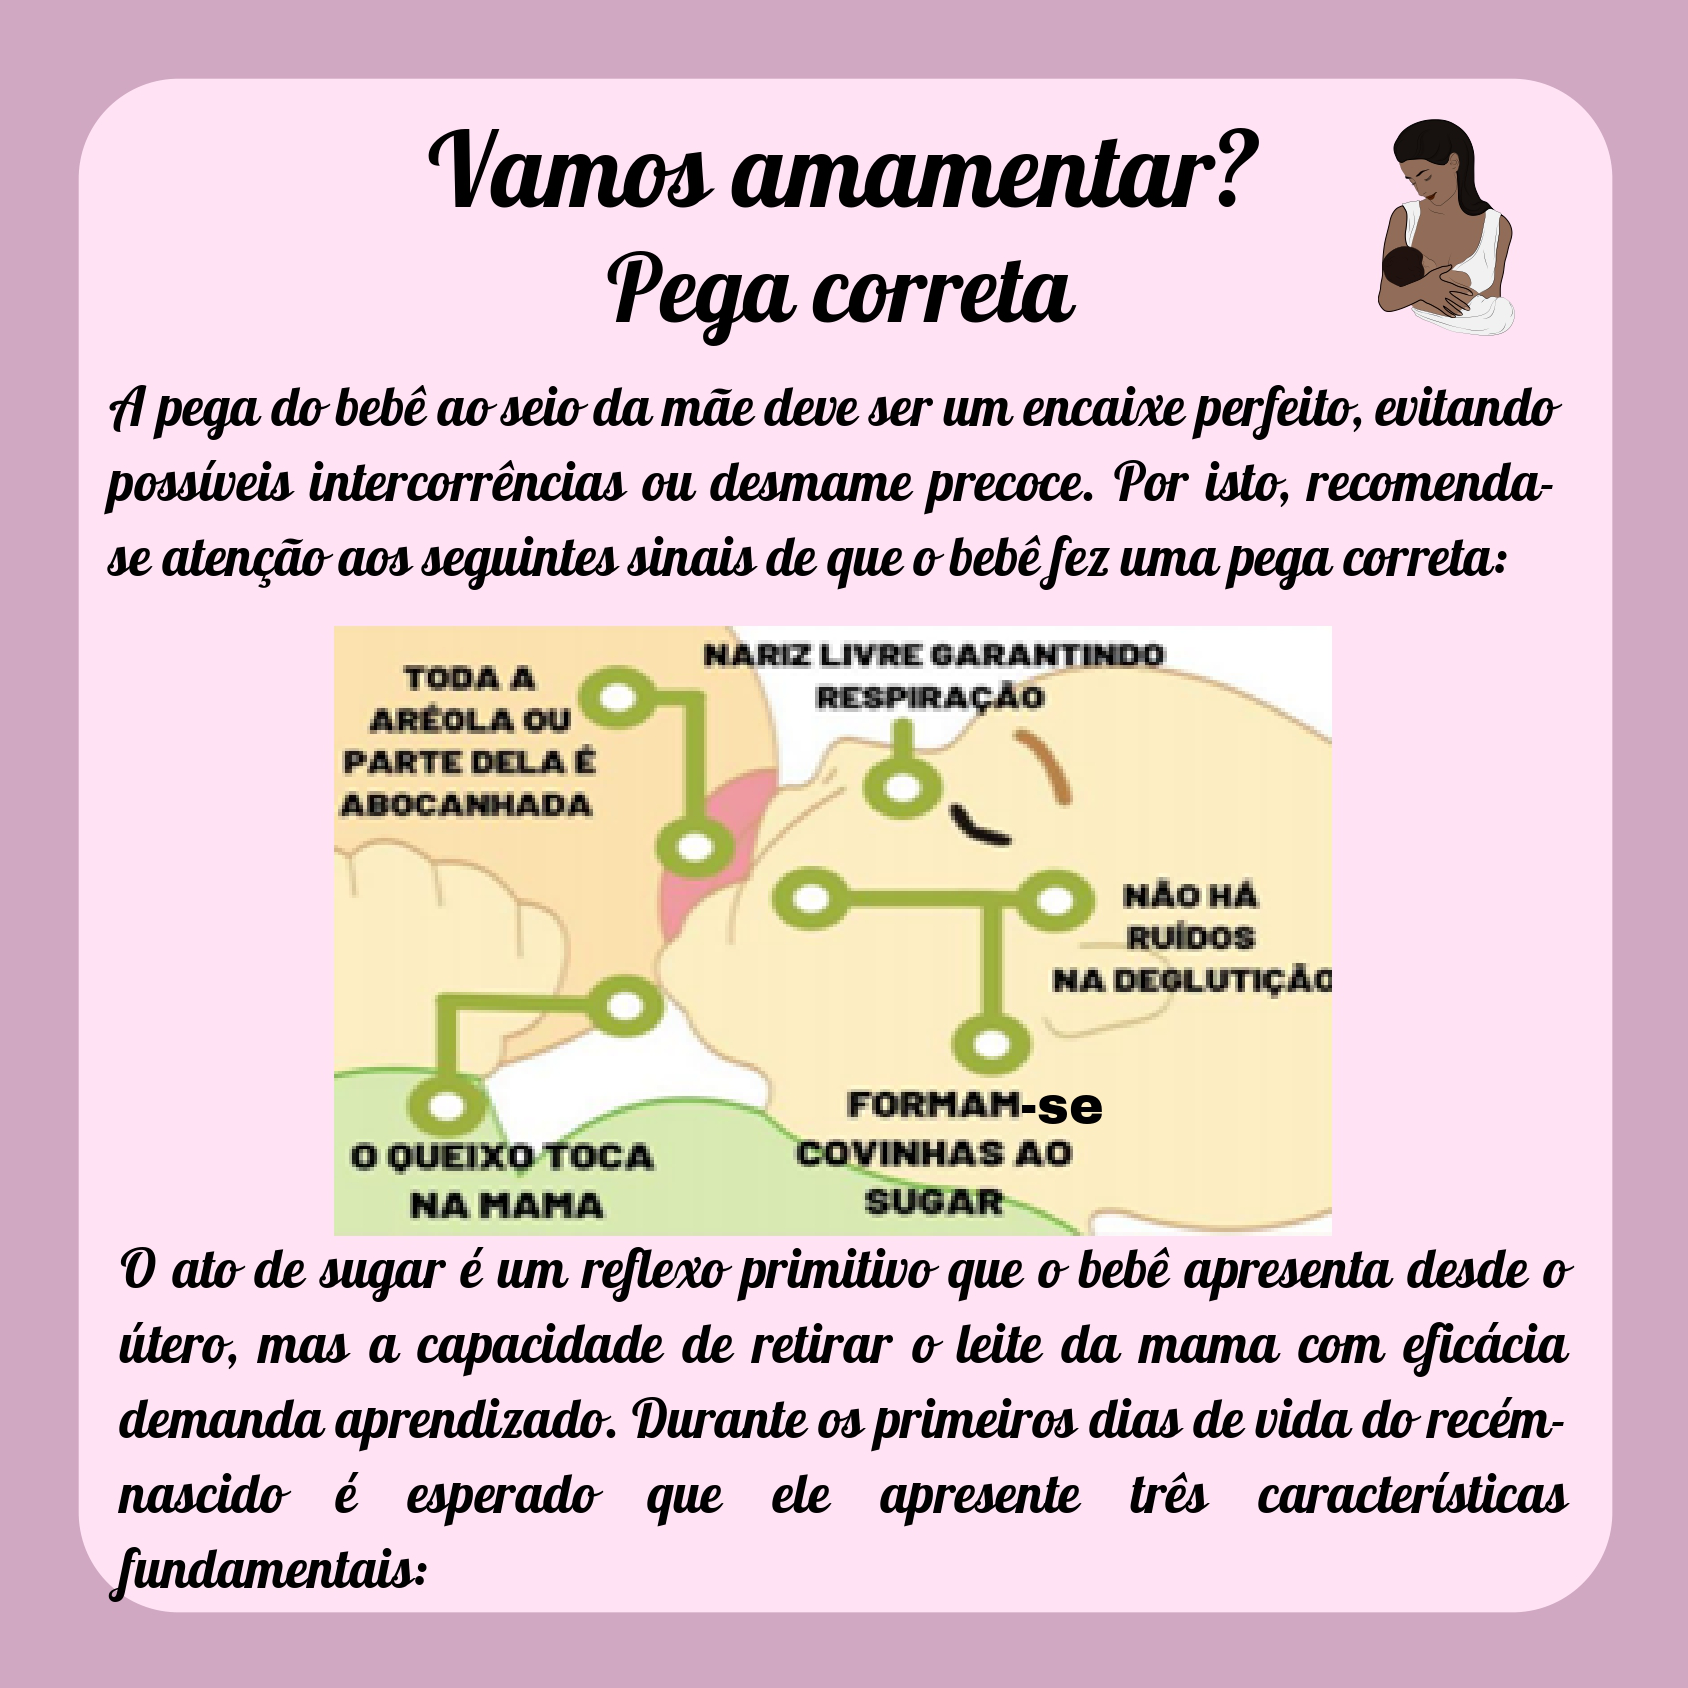 Vamos amamentar?
Pega correta
A pega do bebê ao seio da mãe deve ser um encaixe perfeito, evitando
possíveis intercorrências ou desmame precoce. Por isto, recomenda-
se atenção aos seguintes sinais de que o bebê fez uma pega correta:
TODA A
ARÉOLA OU
PARTE DELA É
ABOCANHADA
NARIZ LIVRE GARANTINDO
RESPIRAÇÃO
NÃO HÁ
RUÍDOS
NA DEGLUTIÇÃO
FORMAM-se
COVINHAS AO
SUGAR
O QUEIXO TOCA
NA MAMA
O ato de sugar é um reflexo primitivo que o bebê apresenta desde o
útero, mas a capacidade de retirar o leite da mama com eficácia
demanda aprendizado. Durante os primeiros dias de vida do recém-
nascido é esperado que ele apresente três características
fundamentais: